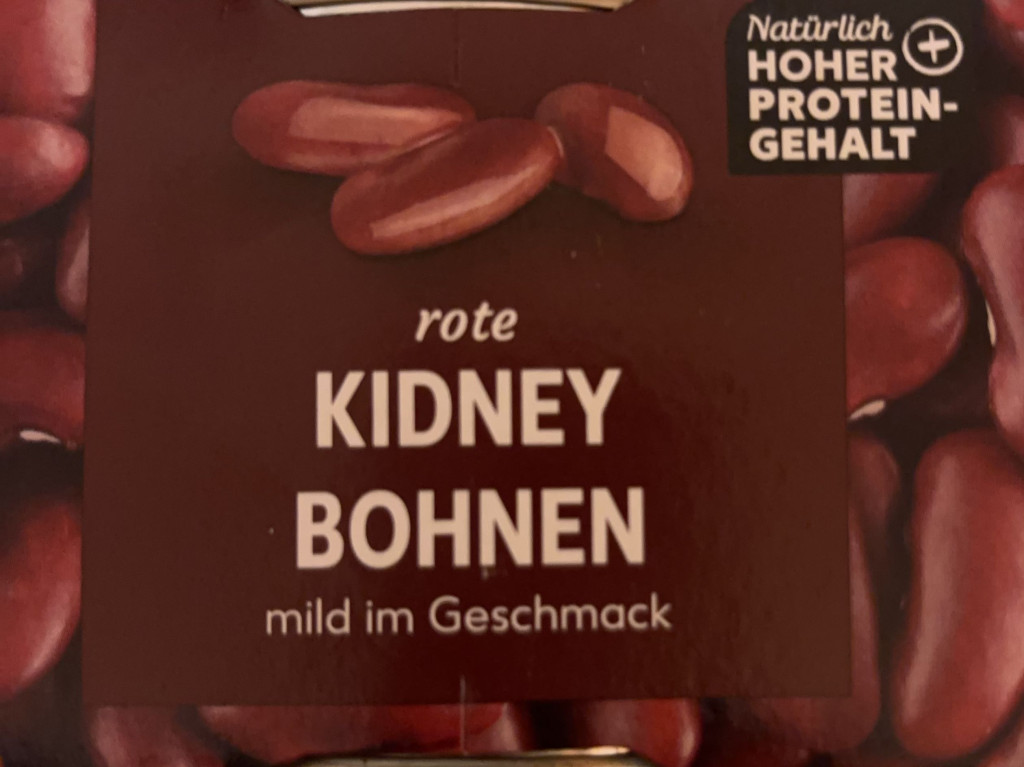 Natürlich
HOHER
PROTEIN-
GEHALT
rote
KIDNEY
BOHNEN
mild im Geschmack